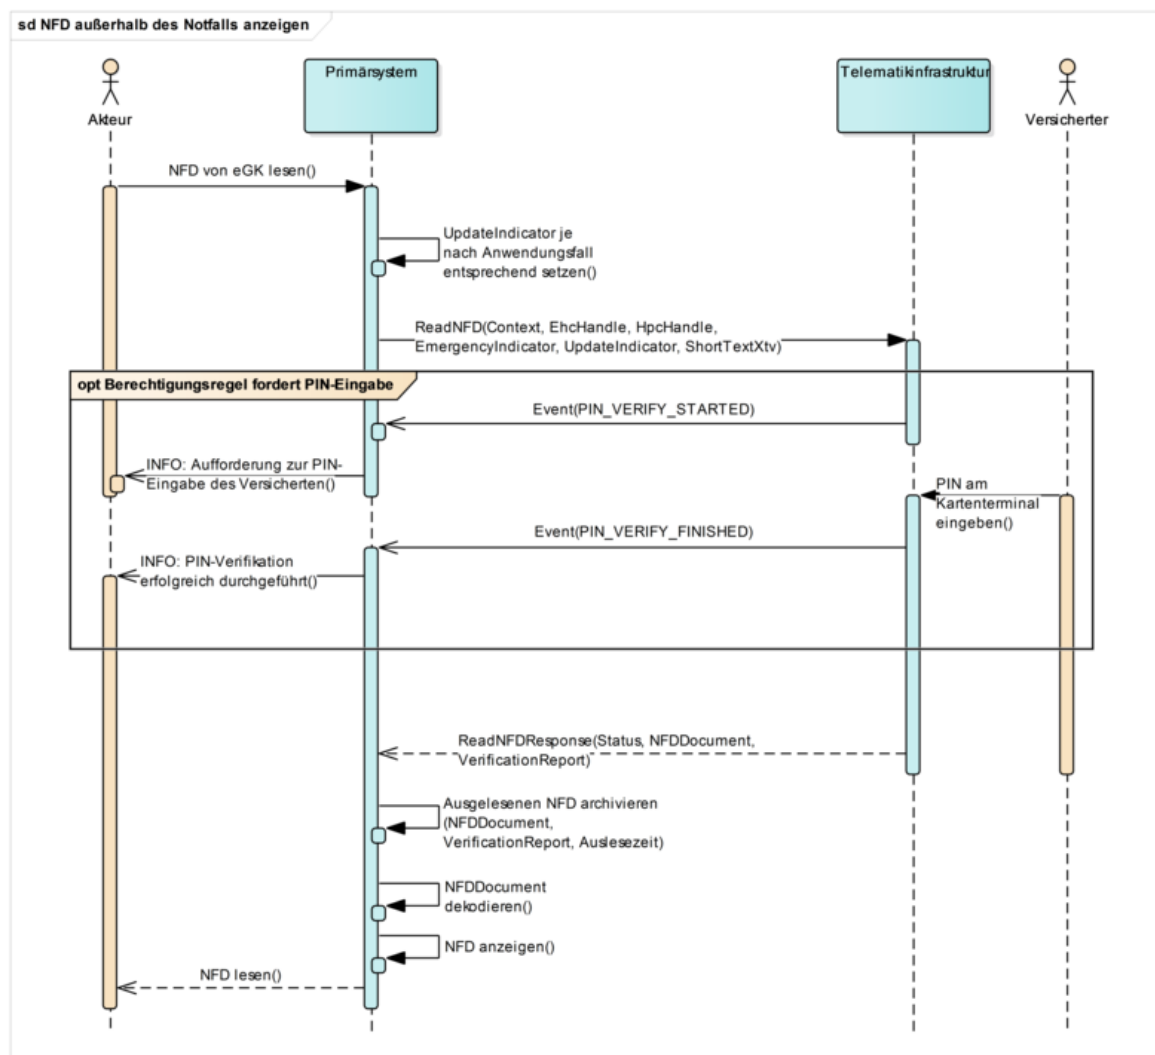 sd NFD außerhalb des Notfalls anzeigen
Primärsystem
Telematikinfrastruktur
Akteur
Versicherter
NFD von eGK lesen()
UpdateIndicator je
nach Anwendungsfall
entsprechend setzen()
ReadNFD(Context, EhcHandle, HpcHandle,
EmergencyIndicator, UpdateIndicator, ShortTextXtv)
opt Berechtigungsregel fordert PIN-Eingabe
Event(PIN_VERIFY_STARTED)
INFO: Aufforderung zur PIN-
Eingabe des Versicherten()
PIN am
Kartenterminal
eingeben()
Event(PIN_VERIFY_FINISHED)
INFO: PIN-Verifikation
erfolgreich durchgeführt()
ReadNFDResponse(Status, NFDDocument,
VerificationReport)
Ausgelesenen NFD archivieren
(NFDDocument,
VerificationReport, Auslesezeit)
NFDDocument
dekodieren()
NFD anzeigen()
NFD lesen()